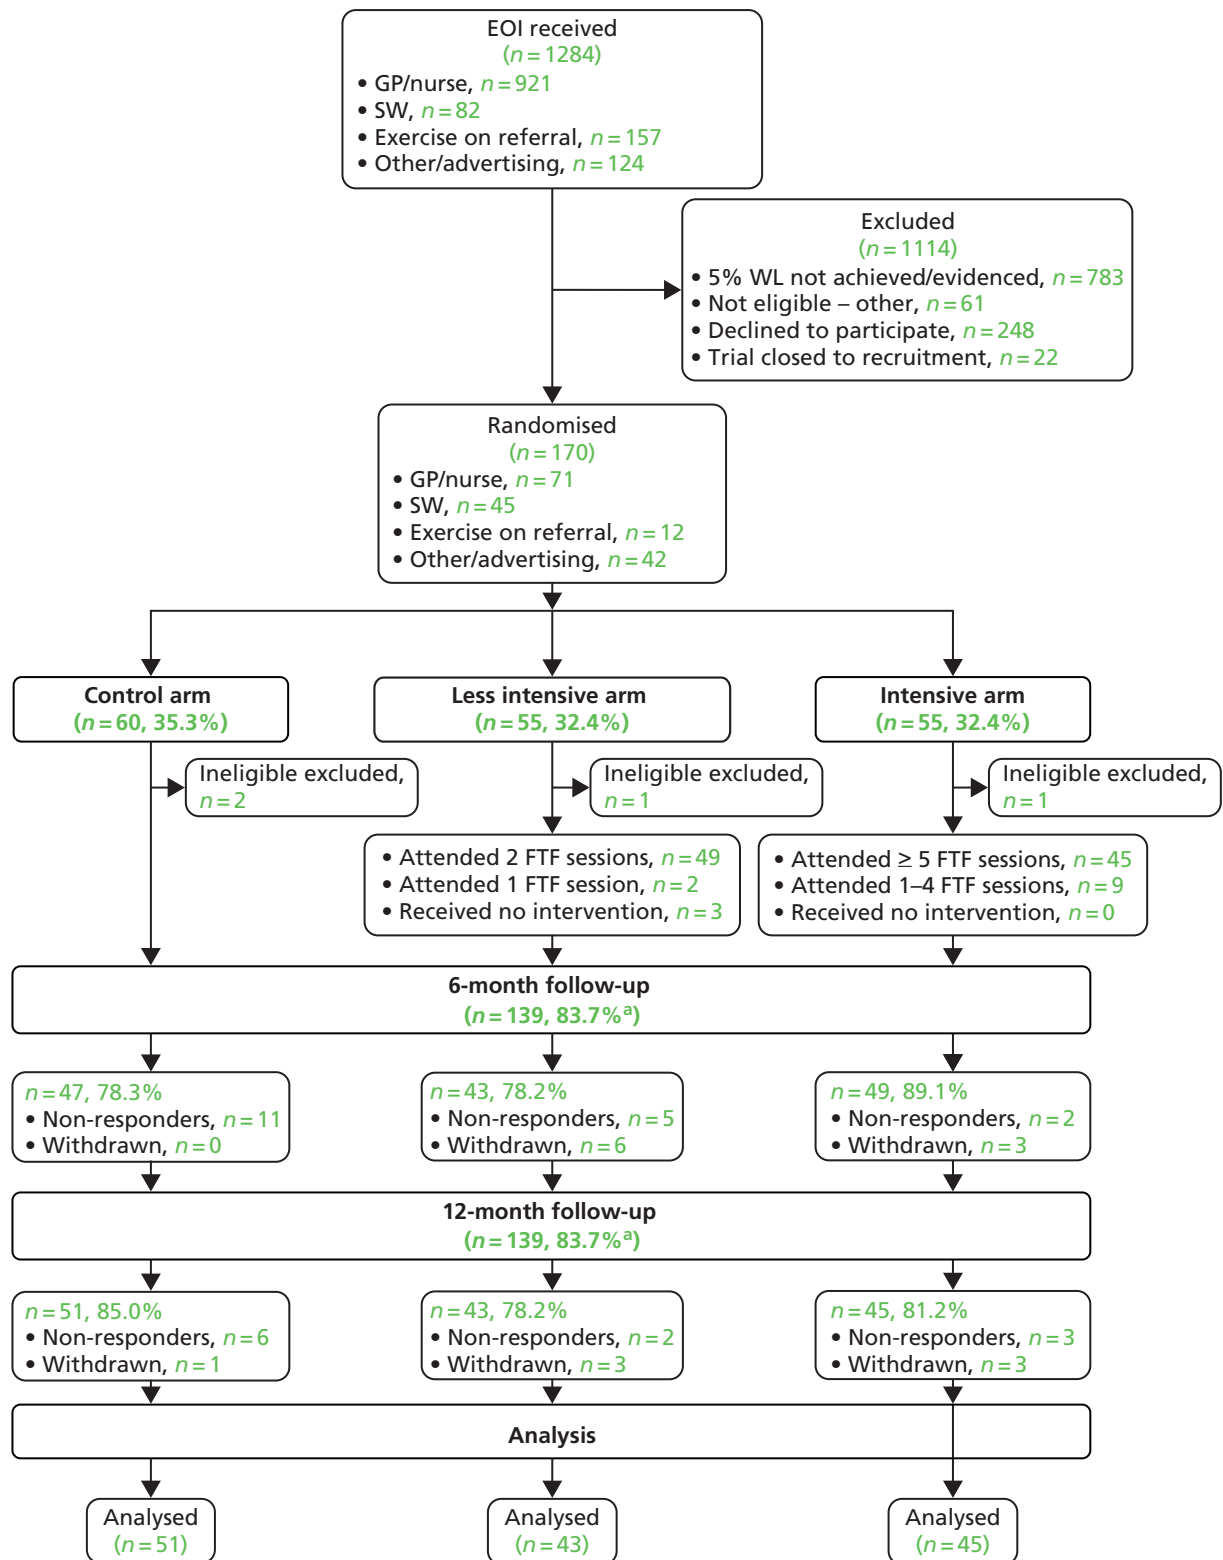 EOI received
(n=1284)
• GP/nurse, n=921
• SW, n=82
• Exercise on referral, n=157
• Other/advertising, n=124
Excluded
(n=1114)
• 5% WL not achieved/evidenced, n=783
• Not eligible – other, n=61
• Declined to participate, n=248
• Trial closed to recruitment, n=22
Randomised
(n=170)
• GP/nurse, n=71
• SW, n=45
• Exercise on referral, n=12
• Other/advertising, n=42
Control arm
(n=60, 35.3%)
Less intensive arm
(n=55, 32.4%)
Intensive arm
(n=55, 32.4%)
Ineligible excluded,
n=2
Ineligible excluded,
n=1
Ineligible excluded,
n=1
• Attended 2 FTF sessions, n=49
• Attended 1 FTF session, n=2
• Received no intervention, n=3
• Attended ≥ 5 FTF sessions, n=45
• Attended 1–4 FTF sessions, n=9
• Received no intervention, n=0
6-month follow-up
(n=139, 83.7%a)
n=47, 78.3%
• Non-responders, n=11
• Withdrawn, n=0
n=43, 78.2%
• Non-responders, n=5
• Withdrawn, n=6
n=49, 89.1%
• Non-responders, n=2
• Withdrawn, n=3
12-month follow-up
(n=139, 83.7%a)
n=51, 85.0%
• Non-responders, n=6
• Withdrawn, n=1
n=43, 78.2%
• Non-responders, n=2
• Withdrawn, n=3
n=45, 81.2%
• Non-responders, n=3
• Withdrawn, n=3
Analysis
Analysed
(n=51)
Analysed
(n=43)
Analysed
(n=45)